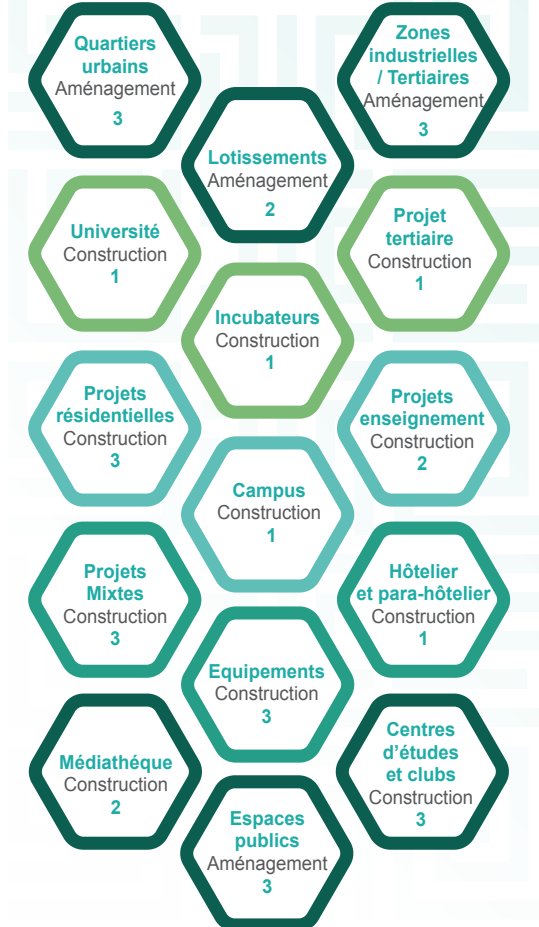 Quartiers
urbains
Aménagement
3
Zones
industrielles
/ Tertiaires
Aménagement
3
Lotissements
Aménagement
2
Université
Construction
1
Projet
tertiaire
Construction
1
Incubateurs
Construction
1
Projets
résidentielles
Construction
3
Projets
enseignement
Construction
2
Campus
Construction
1
Projets
Mixtes
Construction
3
Hôtelier
et para-hôtelier
Construction
1
Equipements
Construction
3
Médiathéque
Construction
2
Centres
d’études
et clubs
Construction
3
Espaces
publics
Aménagement
3